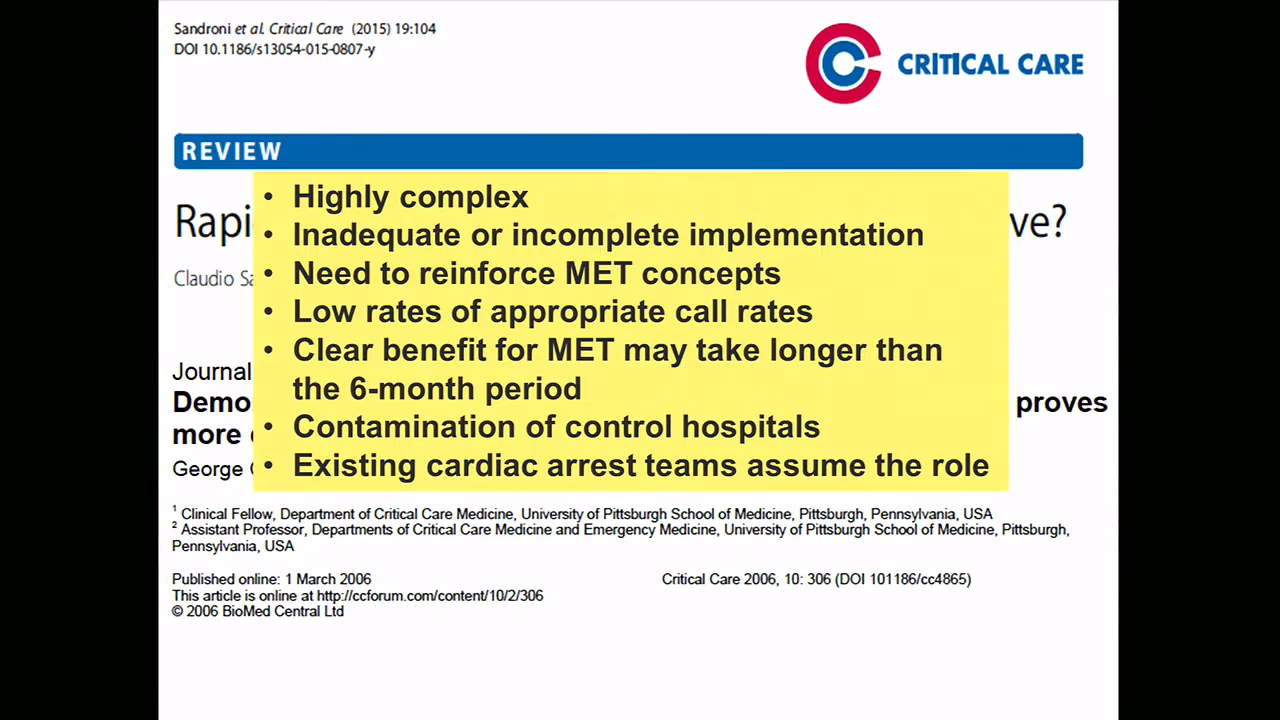 Sandroni et al. Critical Care (2015) 19:104
DOI 10.1186/s13054-015-0807-y
CRITICAL CARE
REVIEW
• Highly complex
• Inadequate or incomplete implementation
• Need to reinforce MET concepts
• Low rates of appropriate call rates
• Clear benefit for MET may take longer than
the 6-month period
• Contamination of control hospitals
• Existing cardiac arrest teams assume the role
ve?
Claudio
Journal
proves
more
George
1 Clinical Fellow, Department of Critical Care Medicine, University of Pittsburgh School of Medicine, Pittsburgh, Pennsylvania, USA
2 Assistant Professor, Departments of Critical Care Medicine and Emergency Medicine, University of Pittsburgh School of Medicine, Pittsburgh,
Pennsylvania, USA
Published online: 1 March 2006
Critical Care 2006, 10: 306 (DOI 101186/cc4865)
This article is online at http://ccforum.com/content/10/2/306
© 2006 BioMed Central Ltd